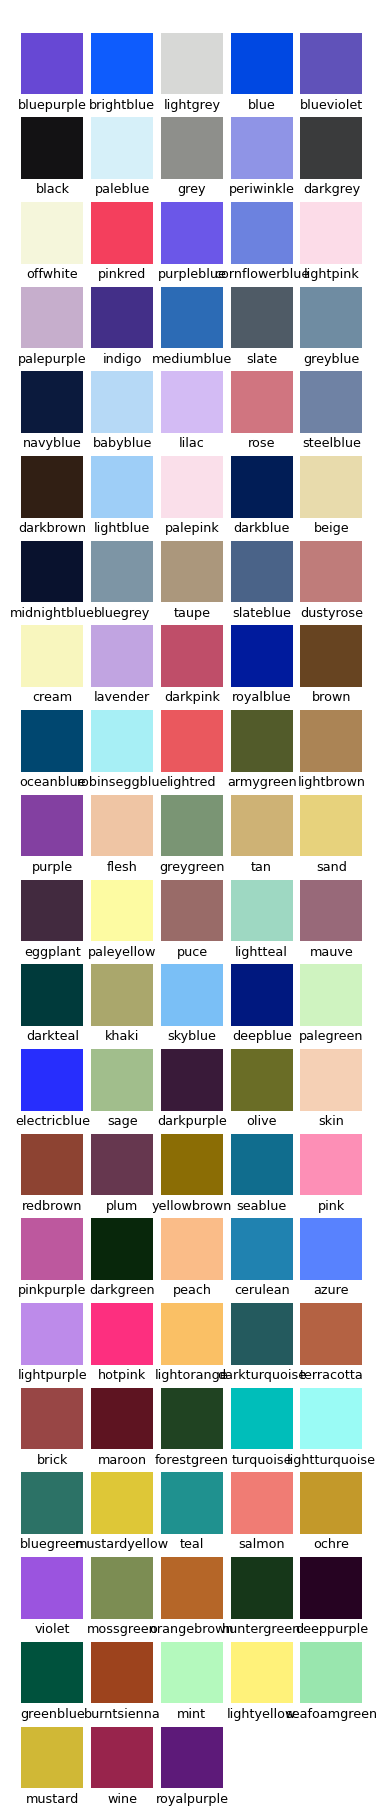 bluepurple brightblue lightgrey blue blueviolet
black paleblue grey periwinkle darkgrey
offwhite pinkred purpleblue cornflowerblue lightpink
palepurple indigo mediumblue slate greyblue
navyblue babyblue lilac rose steelblue
darkbrown lightblue palepink darkblue beige
midnightblue bluegrey taupe slateblue dustyrose
cream lavender darkpink royalblue brown
oceanblue robinseggblue lightred armygreen lightbrown
purple flesh greygreen tan sand
eggplant paleyellow puce lightteal mauve
darkteal khaki skyblue deepblue palegreen
electricblue sage darkpurple olive skin
redbrown plum yellowbrown seablue pink
pinkpurple darkgreen peach cerulean azure
lightpurple hotpink lightorange darkturquoise terracotta
brick maroon forestgreen turquoise lightturquoise
bluegreen mustardyellow teal salmon ochre
violet mossgreen orangebrown huntergreen deeppurple
greenblue burntsienna mint lightyellow seafoamgreen
mustard wine royalpurple